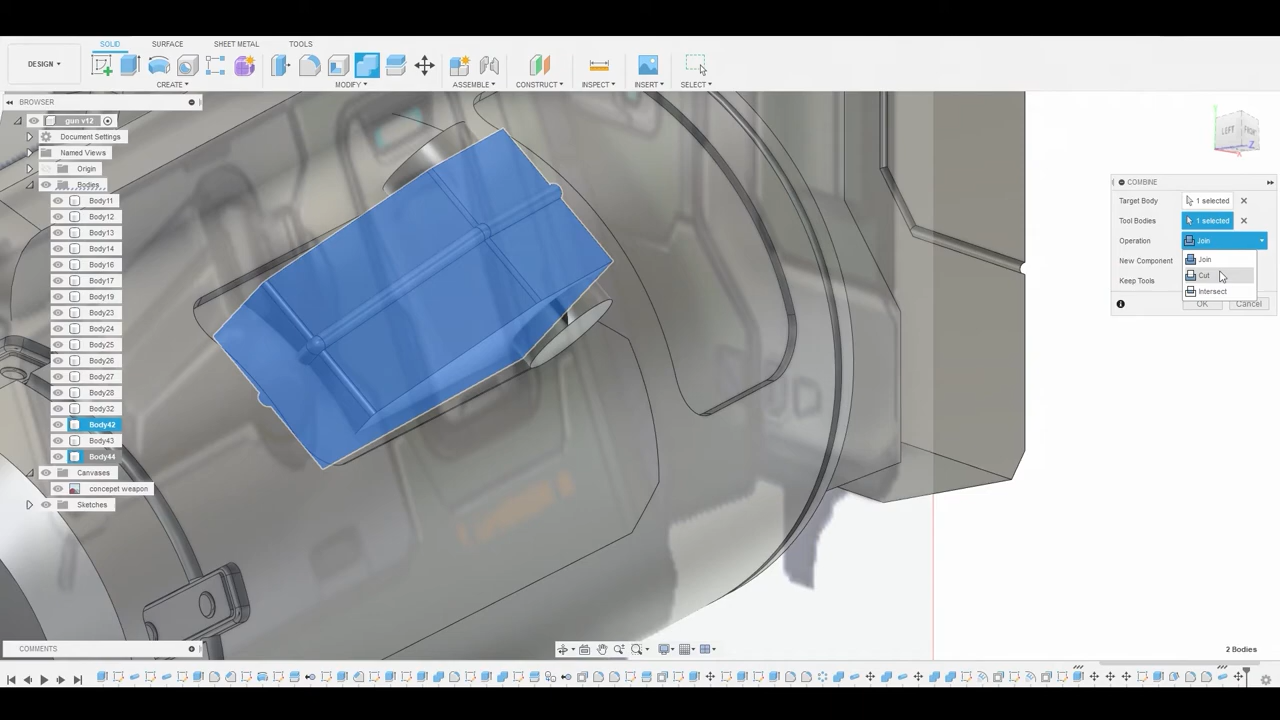 SOLID SURFACE SHEET METAL TOOLS
DESIGN
CREATE MODIFY ASSEMBLE CONSTRUCT INSPECT INSERT SELECT
BROWSER
gun v12
Document Settings
Named Views
Origin
Bodies
Body11
Body12
Body13
Body14
Body16
Body17
Body19
Body23
Body24
Body25
Body26
Body27
Body28
Body32
Body42
Body43
Body44
Canvases
concepet weapon
Sketches
LEFT
Z
X
COMBINE
Target Body 1 selected
Tool Bodies 1 selected
Operation Join
Join
New Component
Cut
Keep Tools
Intersect
OK Cancel
COMMENTS
2 Bodies